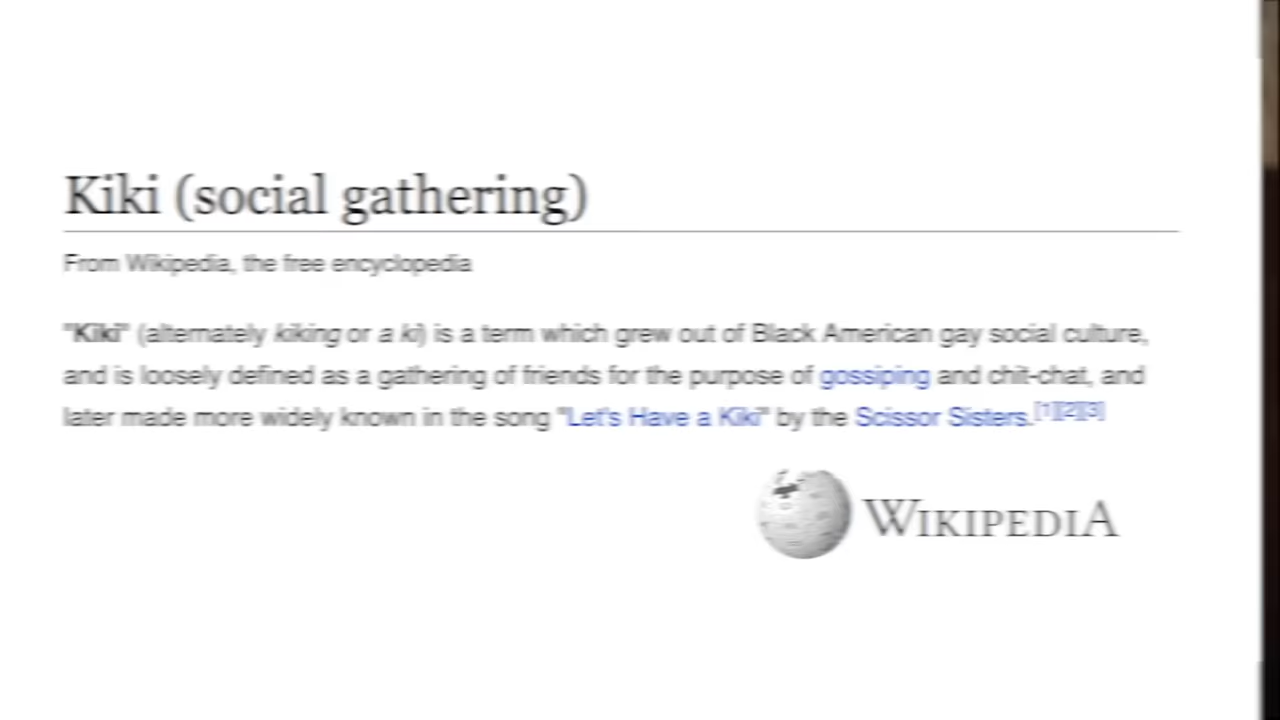 Kiki (social gathering)
From Wikipedia, the free encyclopedia
"Kiki" (alternately kiking or a ki) is a term which grew out of Black American gay social culture,
and is loosely defined as a gathering of friends for the purpose of gossiping and chit-chat, and
later made more widely known in the song "Let's Have a Kiki" by the Scissor Sisters.[1][2][3]
WIKIPEDIA